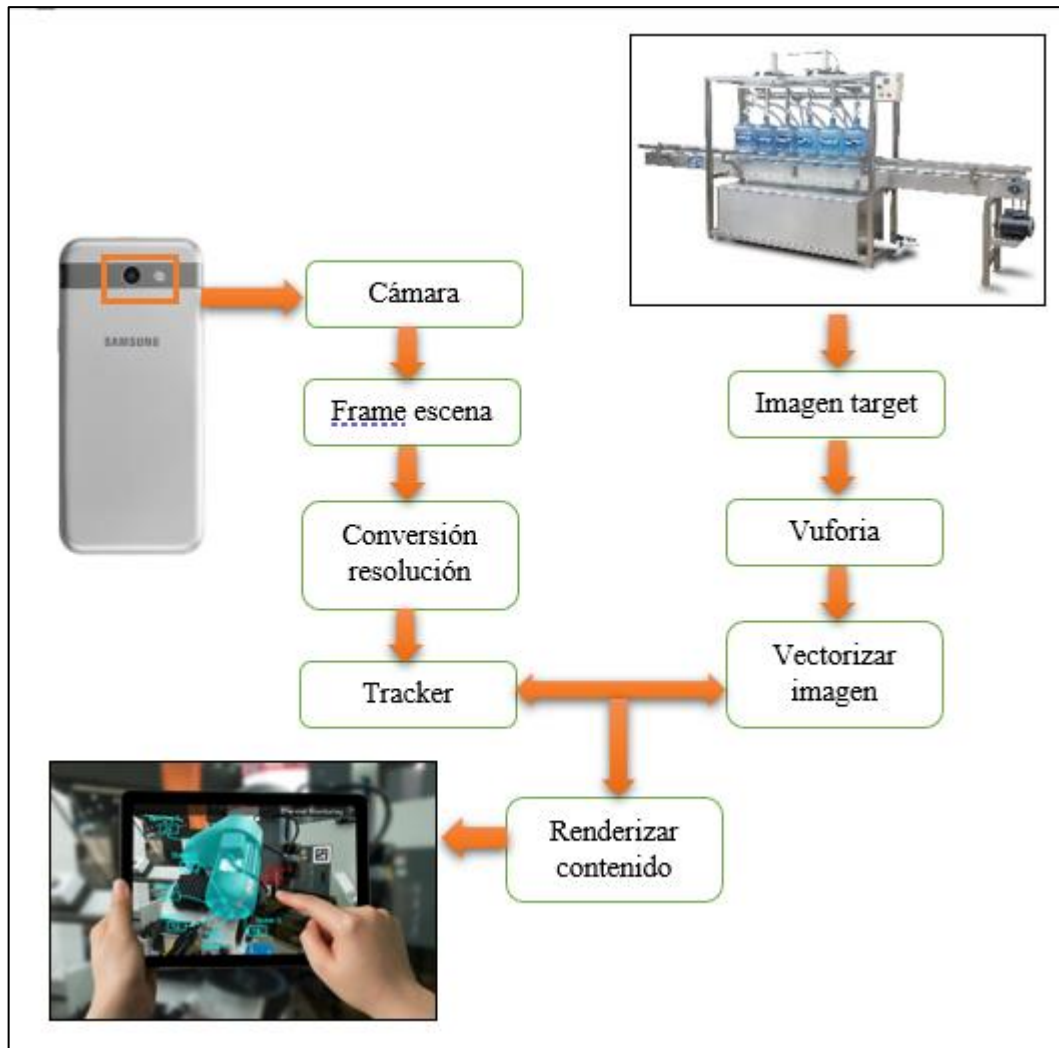 SAMSUNG
Cámara
Frame escena
Conversión
resolución
Tracker
Imagen target
Vuforia
Vectorizar
imagen
Renderizar
contenido